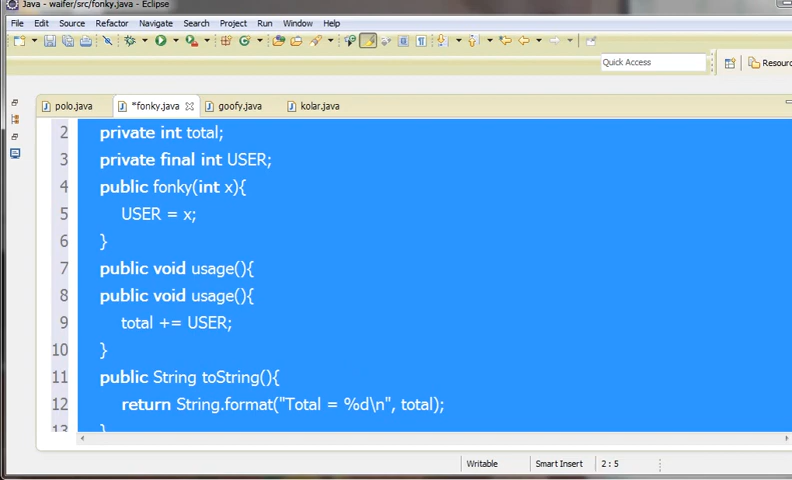 Java - waifer/src/fonky.java - Eclipse
File Edit Source Refactor Navigate Search Project Run Window Help
Quick Access Resourc
polo.java *fonky.java goofy.java kolar.java
2 private int total;
3 private final int USER;
4 public fonky(int x){
5 USER = x;
6 }
7 public void usage(){
8 public void usage(){
9 total += USER;
10 }
11 public String toString(){
12 return String.format("Total = %d\n", total);
13 }
Writable Smart Insert 2 : 5